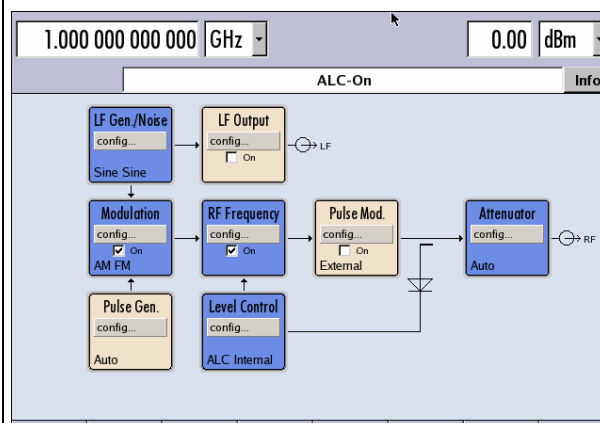 1.000 000 000 000 GHz 0.00 dBm
ALC-On Info
LF Gen./Noise LF Output
config... config... LF
On
Sine Sine
Modulation RF Frequency Pulse Mod. Attenuator
config... config... config... config... RF
On On On
AM FM External Auto
Pulse Gen. Level Control
config... config...
Auto ALC Internal